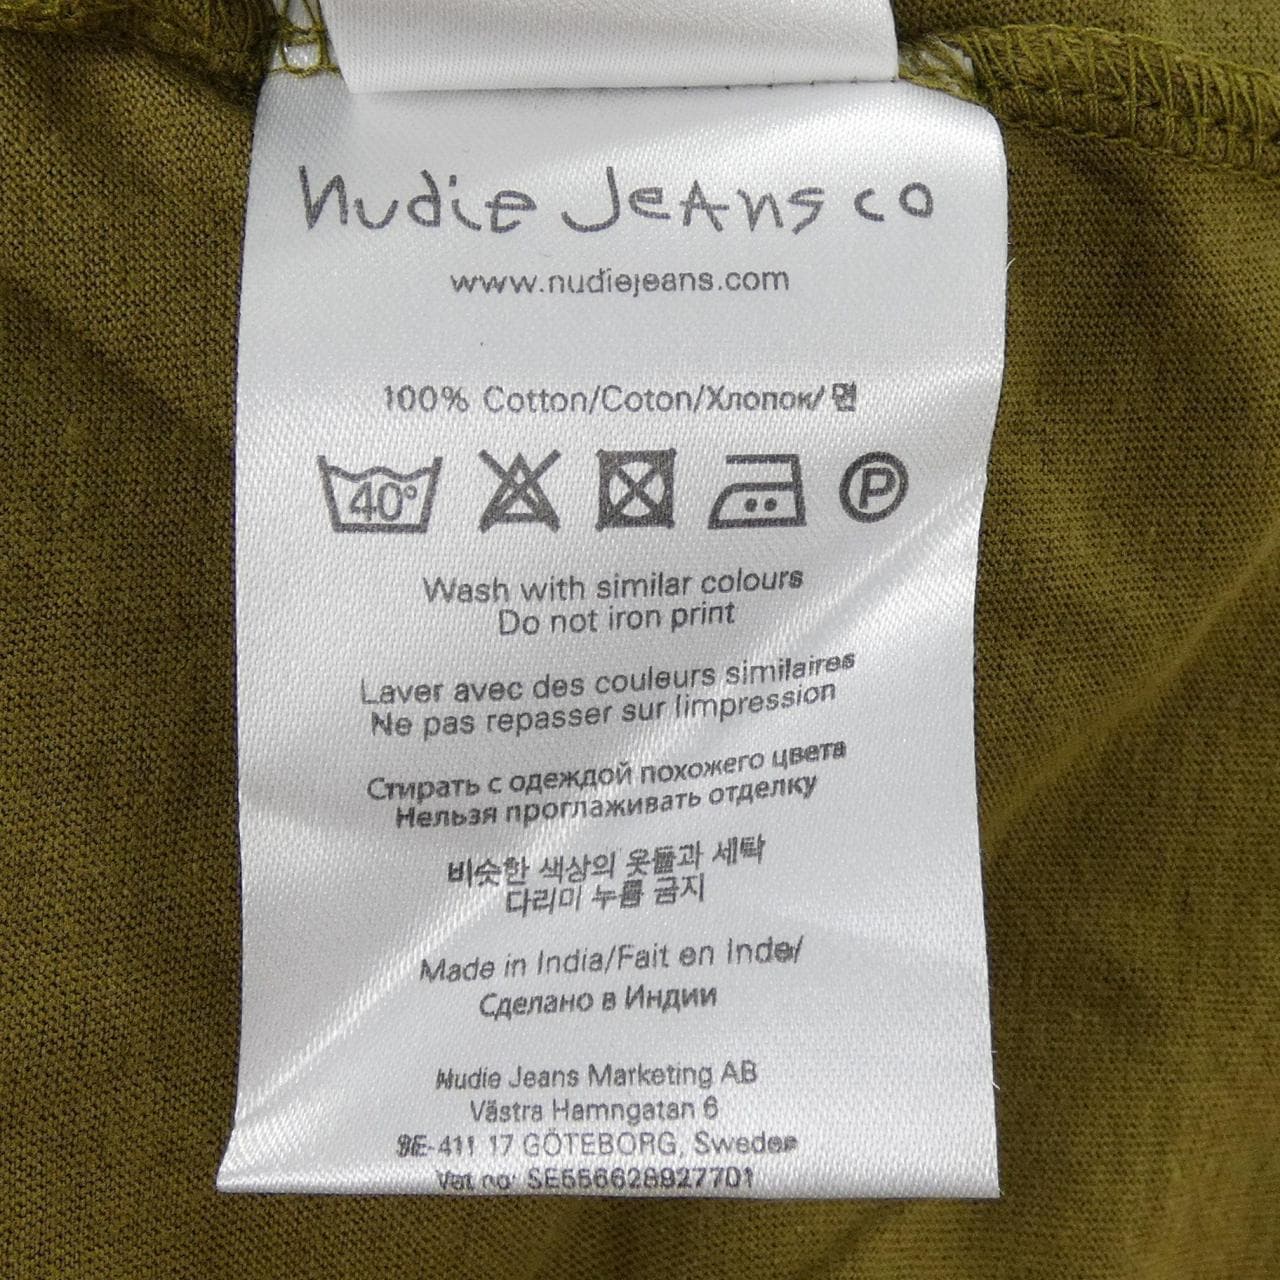 Nudie Jeans co
www.nudiejeans.com
100% Cotton/Coton/Хлопок/면
40°
P
Wash with similar colours
Do not iron print
Laver avec des couleurs similaires
Ne pas repasser sur limpression
Стирать с одеждой похожего цвета
Нельзя проглаживать отделку
비슷한 색상의 옷들과 세탁
다리미 누름 금지
Made in India/Fait en Inde/
Сделано в Индии
Nudie Jeans Marketing AB
Västra Hamngatan 6
SE-411 17 GÖTEBORG, Sweden
Vat no: SE556628927701